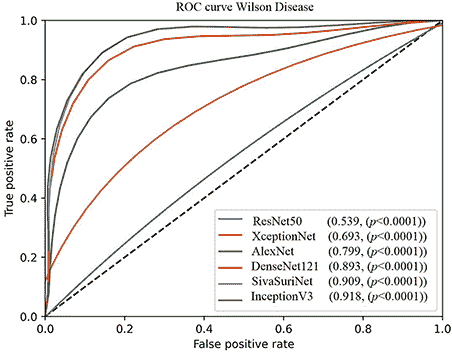 ROC curve Wilson Disease
True positive rate
1.0
0.8
0.6
0.4
0.2
0.0
ResNet50 (0.539, (p<0.0001))
XceptionNet (0.693, (p<0.0001))
AlexNet (0.799, (p<0.0001))
DenseNet121 (0.893, (p<0.0001))
SivaSuriNet (0.909, (p<0.0001))
InceptionV3 (0.918, (p<0.0001))
0.0 0.2 0.4 0.6 0.8 1.0
False positive rate